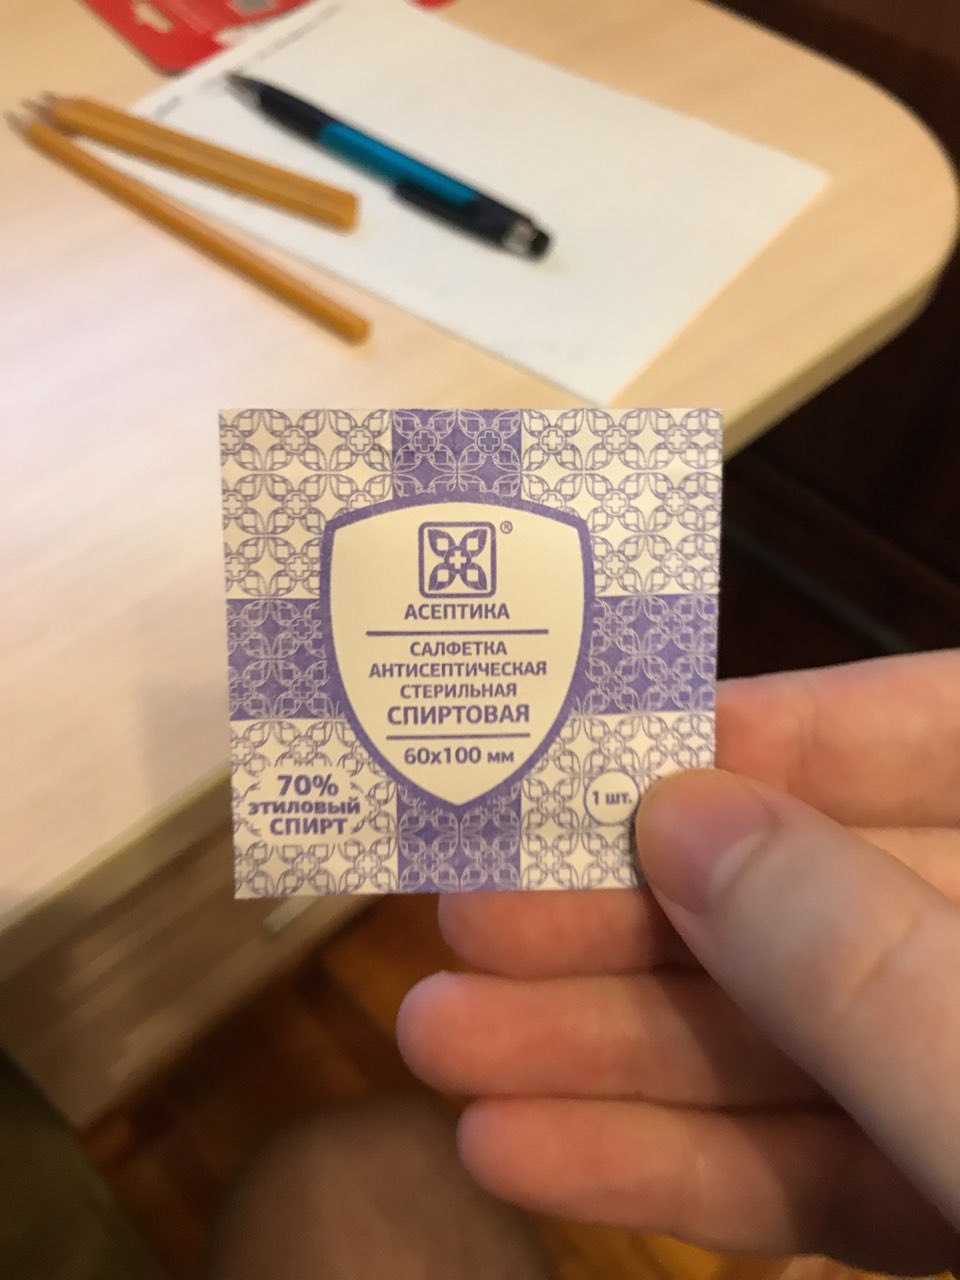 ®
АСЕПТИКА
САЛФЕТКА
АНТИСЕПТИЧЕСКАЯ
СТЕРИЛЬНАЯ
СПИРТОВАЯ
60х100 мм
70%
этиловый
СПИРТ
1 шт.